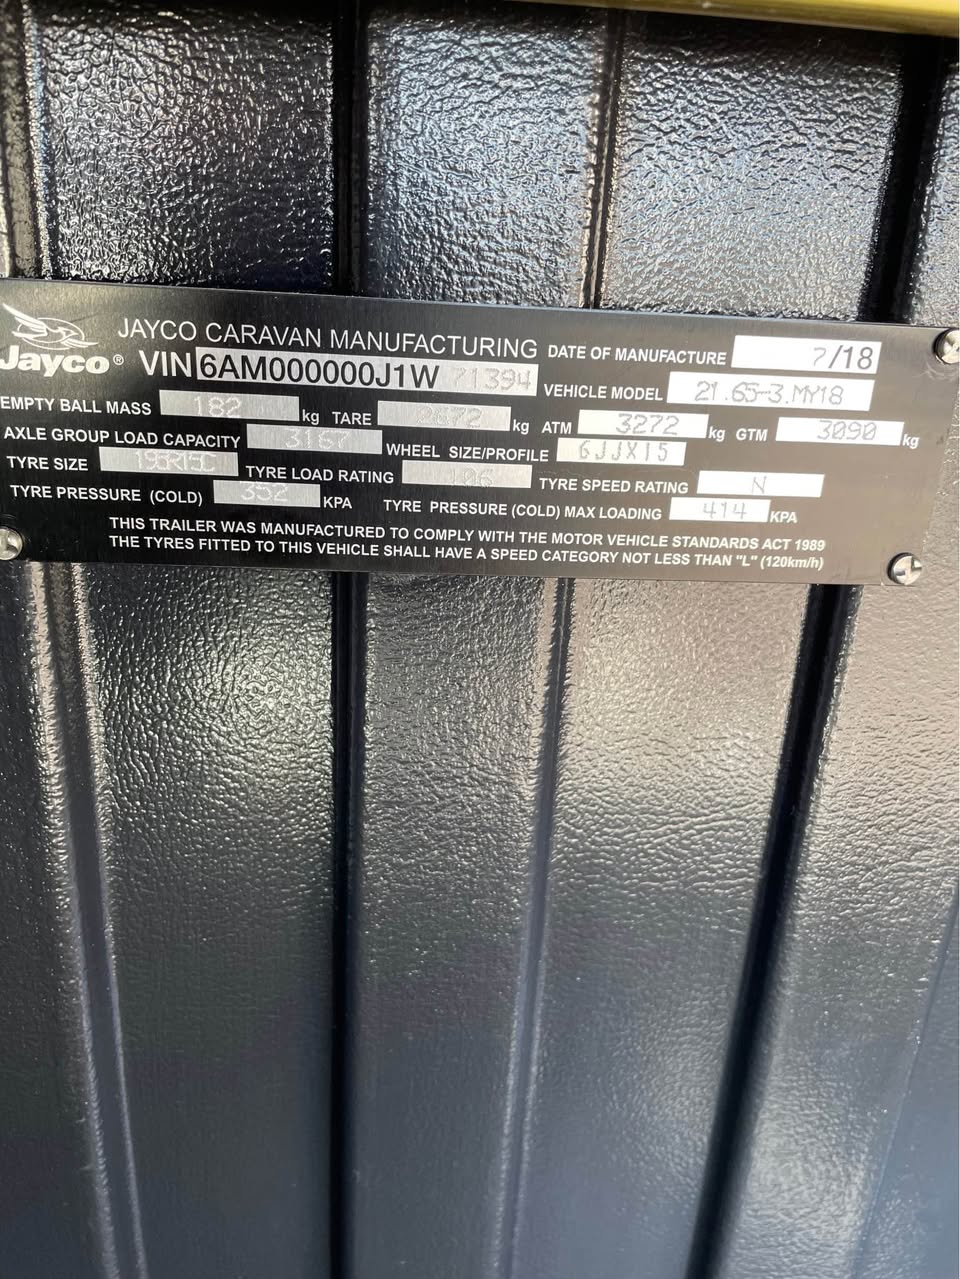 JAYCO CARAVAN MANUFACTURING DATE OF MANUFACTURE 7/18
Jayco® VIN 6AM000000J1W 71394 VEHICLE MODEL 21.65-3.MY18
EMPTY BALL MASS 182 kg TARE 2672 kg ATM 3272 kg GTM 3090 kg
AXLE GROUP LOAD CAPACITY 3167 WHEEL SIZE/PROFILE 6JJX15
TYRE SIZE 195R15C TYRE LOAD RATING 106 TYRE SPEED RATING N
TYRE PRESSURE (COLD) 352 KPA TYRE PRESSURE (COLD) MAX LOADING 414 KPA
THIS TRAILER WAS MANUFACTURED TO COMPLY WITH THE MOTOR VEHICLE STANDARDS ACT 1989
THE TYRES FITTED TO THIS VEHICLE SHALL HAVE A SPEED CATEGORY NOT LESS THAN "L" (120km/h)